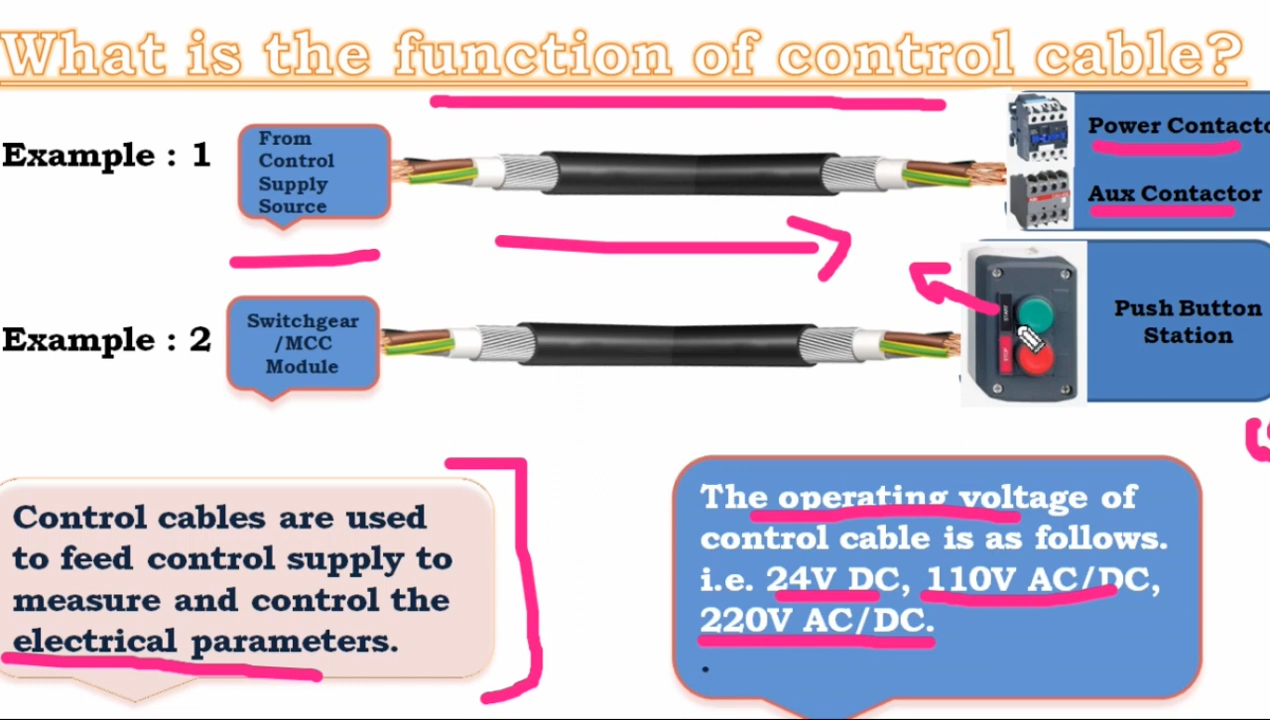 What is the function of control cable?
Example : 1
From
Control
Supply
Source
Power Contacto
Aux Contactor
Example : 2
Switchgear
/MCC
Module
Push Button
Station
Control cables are used
to feed control supply to
measure and control the
electrical parameters.
The operating voltage of
control cable is as follows.
i.e. 24V DC, 110V AC/DC,
220V AC/DC.
.